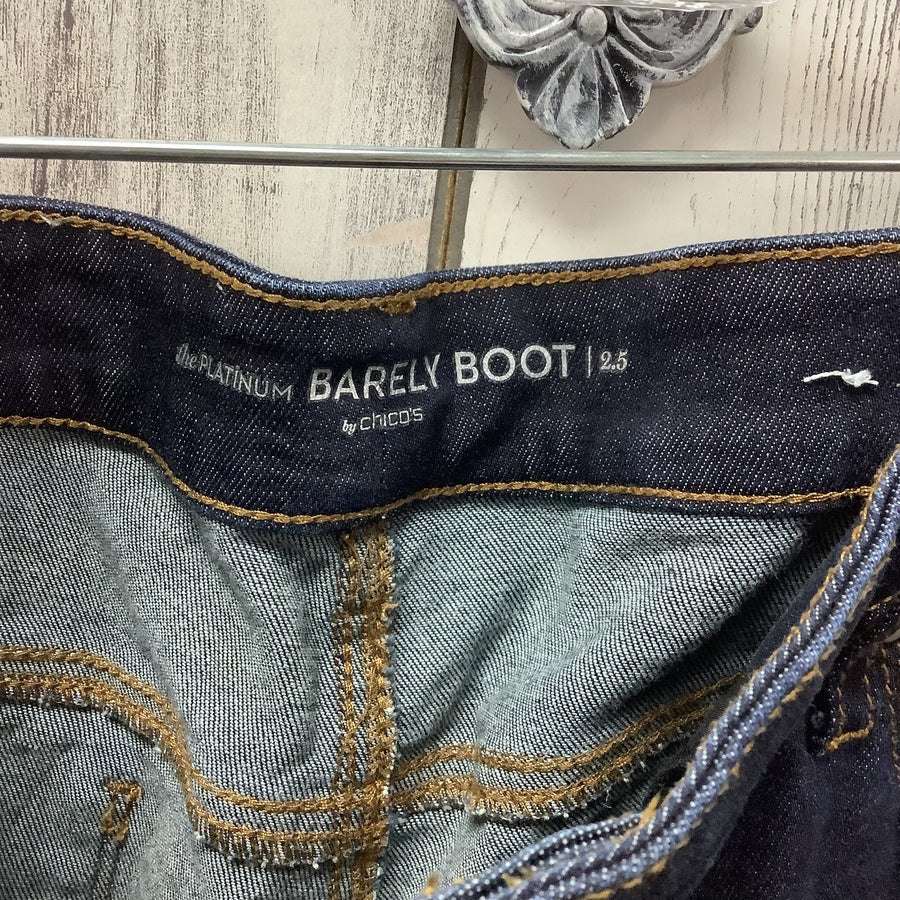 the PLATINUM BARELY BOOT | 2.5
by chico's